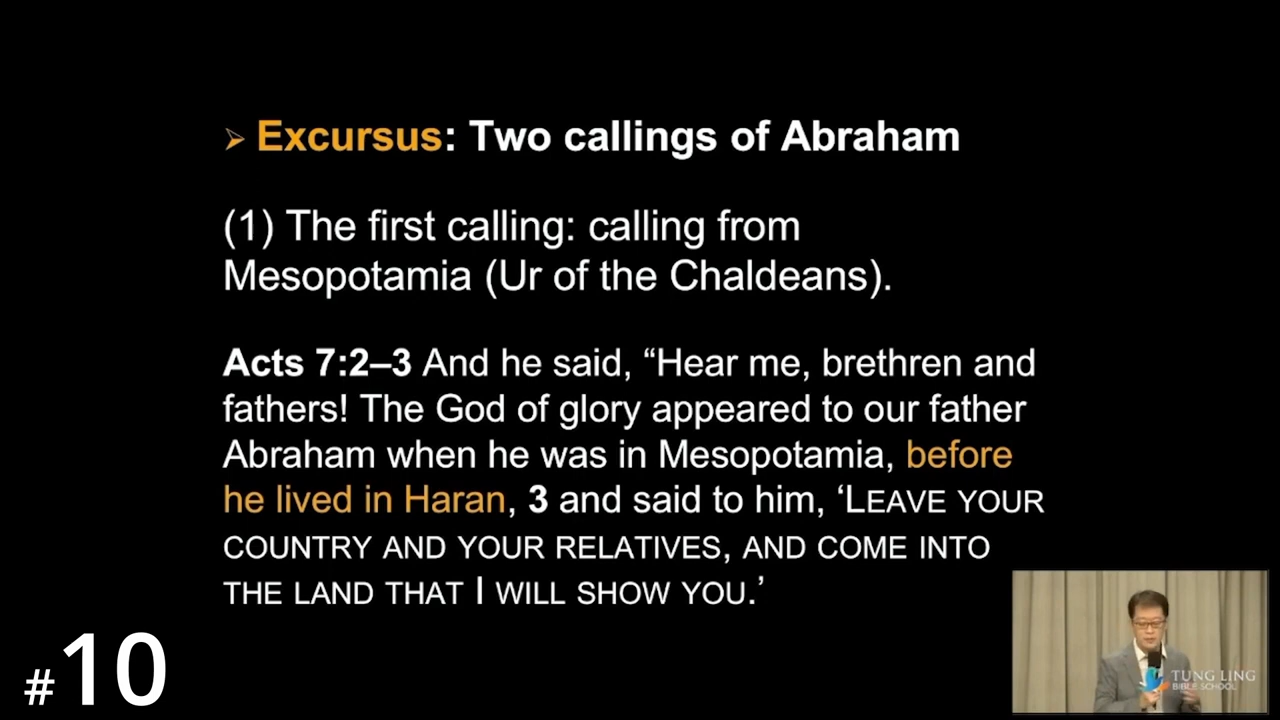 ➢ Excursus: Two callings of Abraham
(1) The first calling: calling from
Mesopotamia (Ur of the Chaldeans).
Acts 7:2–3 And he said, “Hear me, brethren and
fathers! The God of glory appeared to our father
Abraham when he was in Mesopotamia, before
he lived in Haran, 3 and said to him, ‘LEAVE YOUR
COUNTRY AND YOUR RELATIVES, AND COME INTO
THE LAND THAT I WILL SHOW YOU.’
#10
TUNG LING
BIBLE SCHOOL